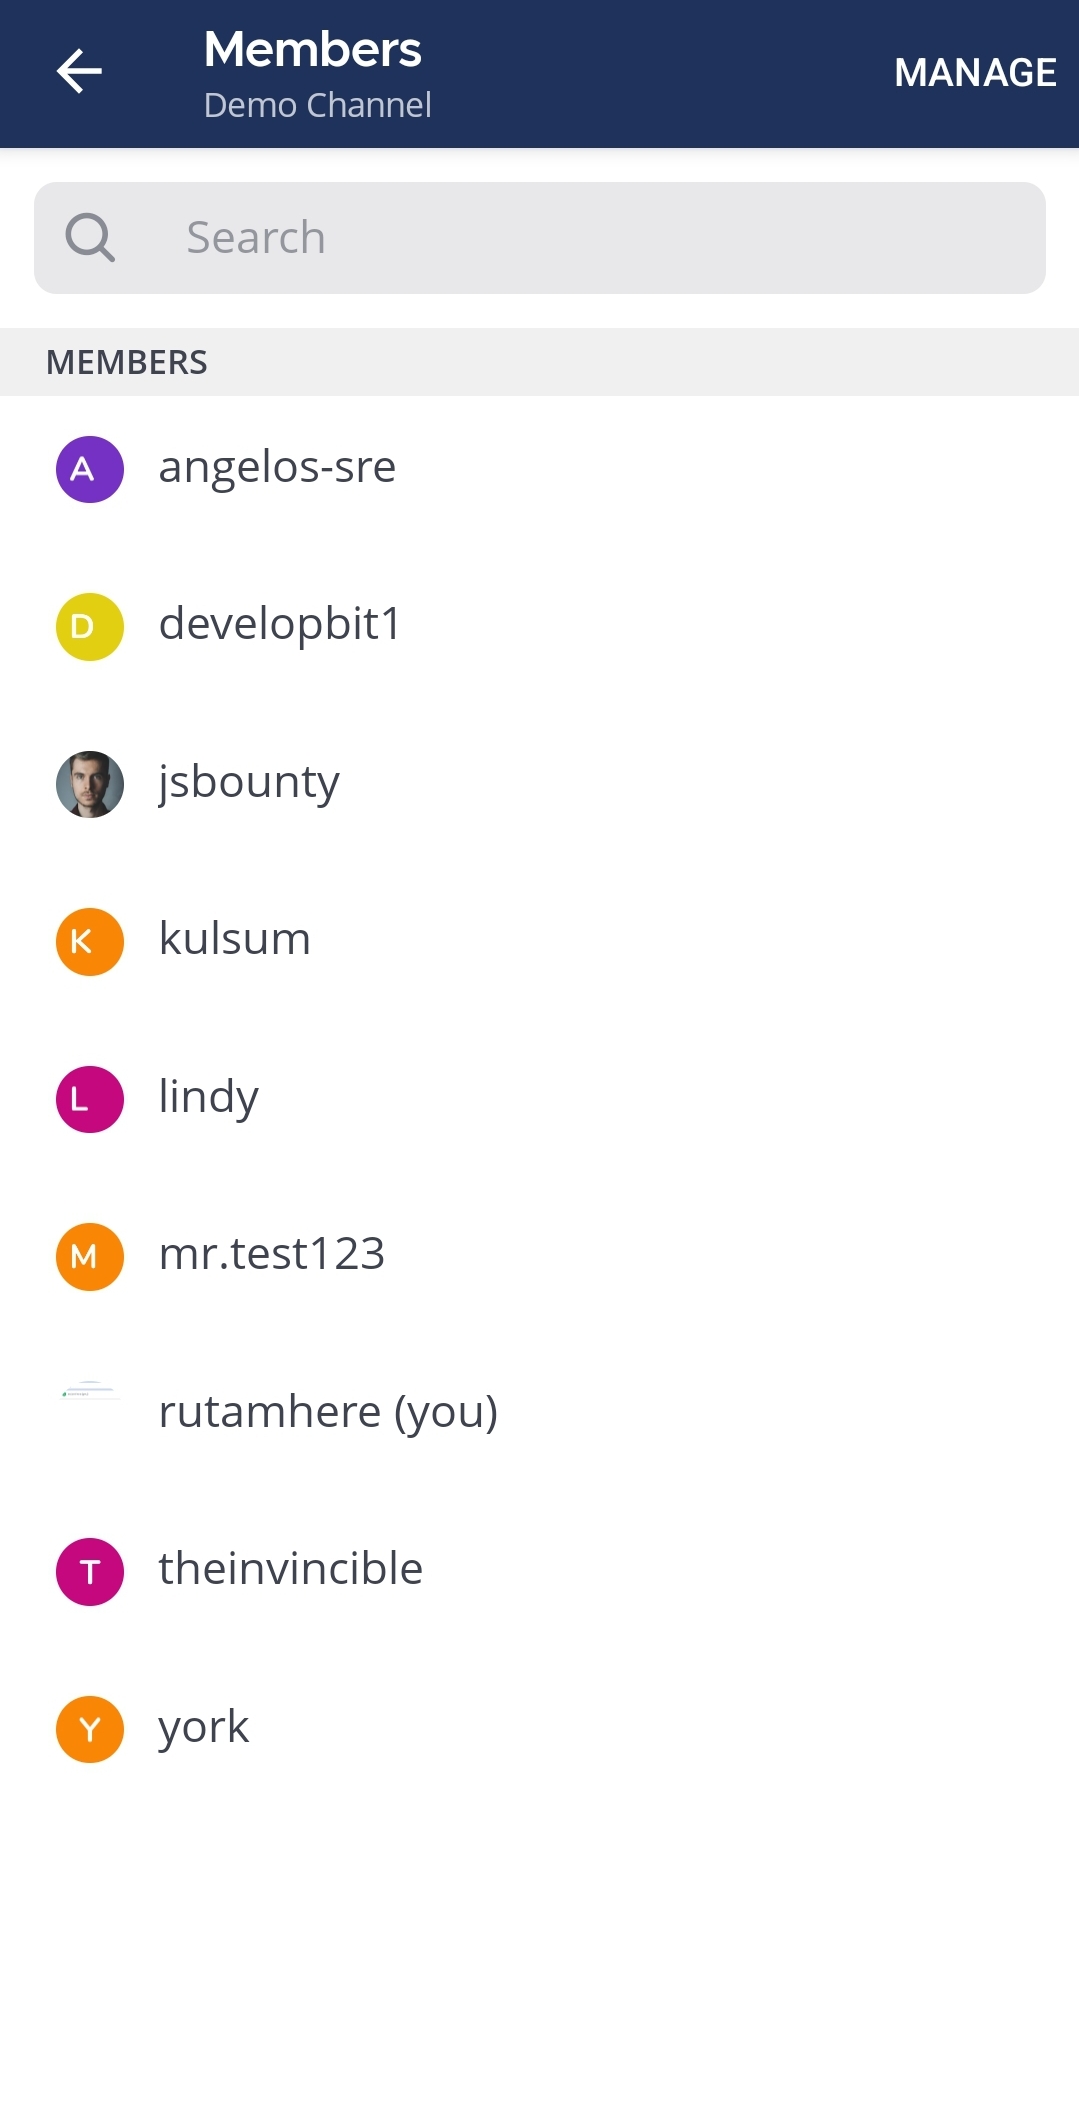 Members
Demo Channel
MANAGE
Search
MEMBERS
A angelos-sre
D developbit1
jsbounty
K kulsum
L lindy
M mr.test123
rutamhere (you)
T theinvincible
Y york